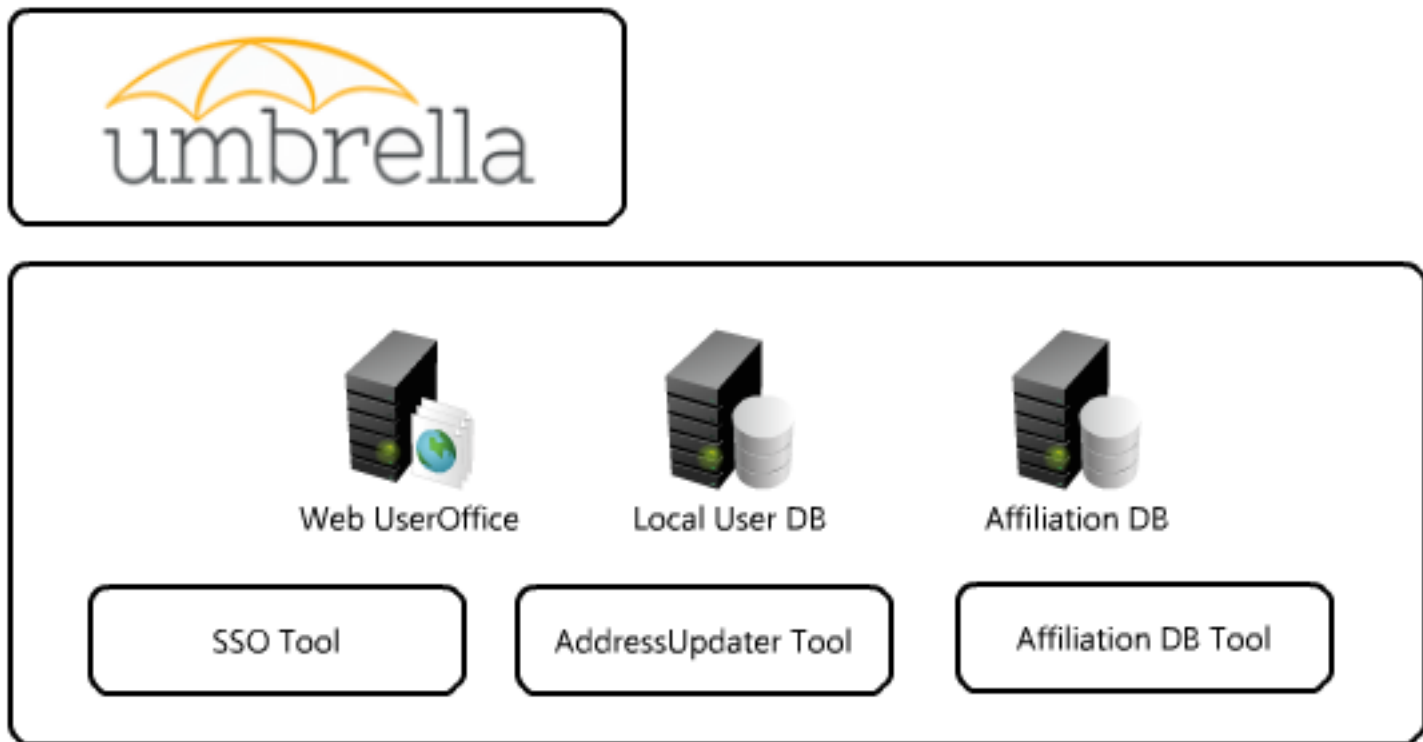 umbrella
Web UserOffice
Local User DB
Affiliation DB
SSO Tool
AddressUpdater Tool
Affiliation DB Tool